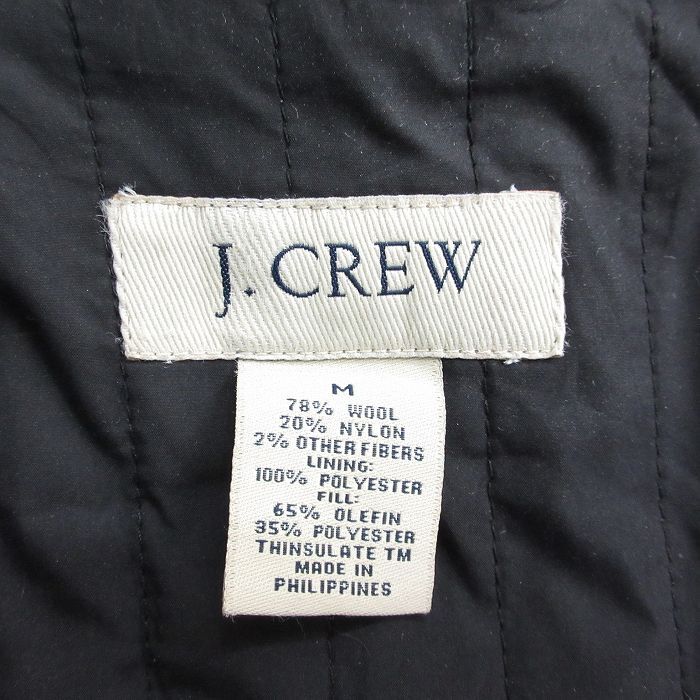 J. CREW
M
78% WOOL
20% NYLON
2% OTHER FIBERS
LINING:
100% POLYESTER
FILL:
65% OLEFIN
35% POLYESTER
THINSULATE TM
MADE IN
PHILIPPINES